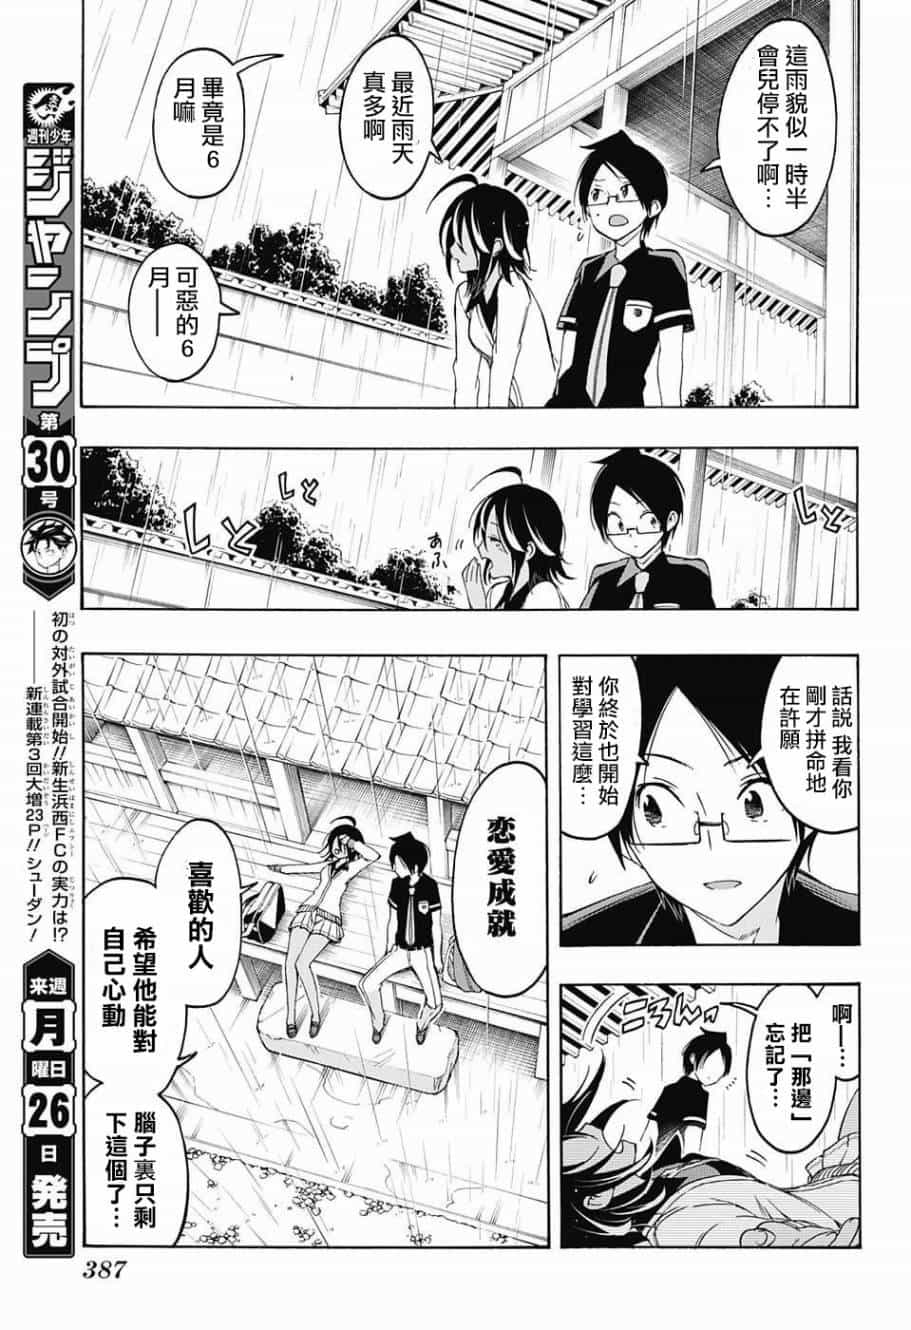 這雨貌似一時半
會兒停不了啊…
最近雨天
真多啊
畢竟是6
月嘛
可惡的6
月──
しとしと
しとしと
あふ
話說 我看你
剛才拼命地
在許願
你終於也開始
對學習這麼…
啊…
把「那邊」
忘記了…
ころん
戀愛成就
喜歡的人
希望他能對
自己心動
腦子裏只剩
下這個了…
週刊少年
ジャンプ
第
30
号
初の対外試合開始!!新生浜西FCの実力は!?
新連載第3回大増23P!!シューダン!
来週
月
曜日
26
日
発売
387